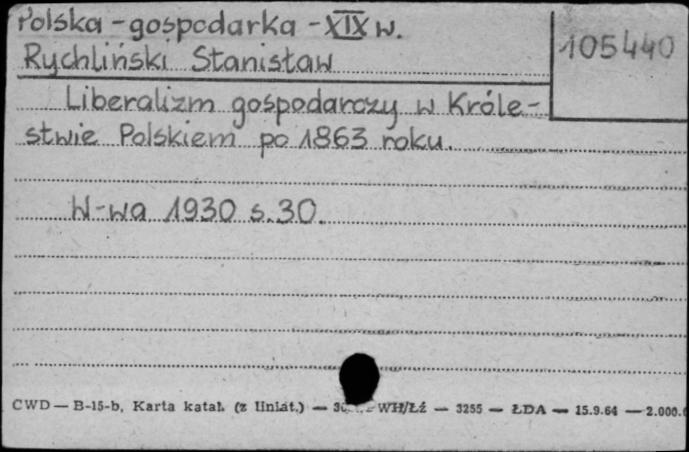 Polska - gospodarka - XIX w.
105440
Rychliński Stanisław
Liberalizm gospodarczy w Króle-
stwie Polskiem po 1863 roku.
W-wa 1930 s. 30.
CWD — B-15-b, Karta katal. (z liniat.) — WH/Łź — 3255 — ŁDA — 15.9.64 — 2.000.